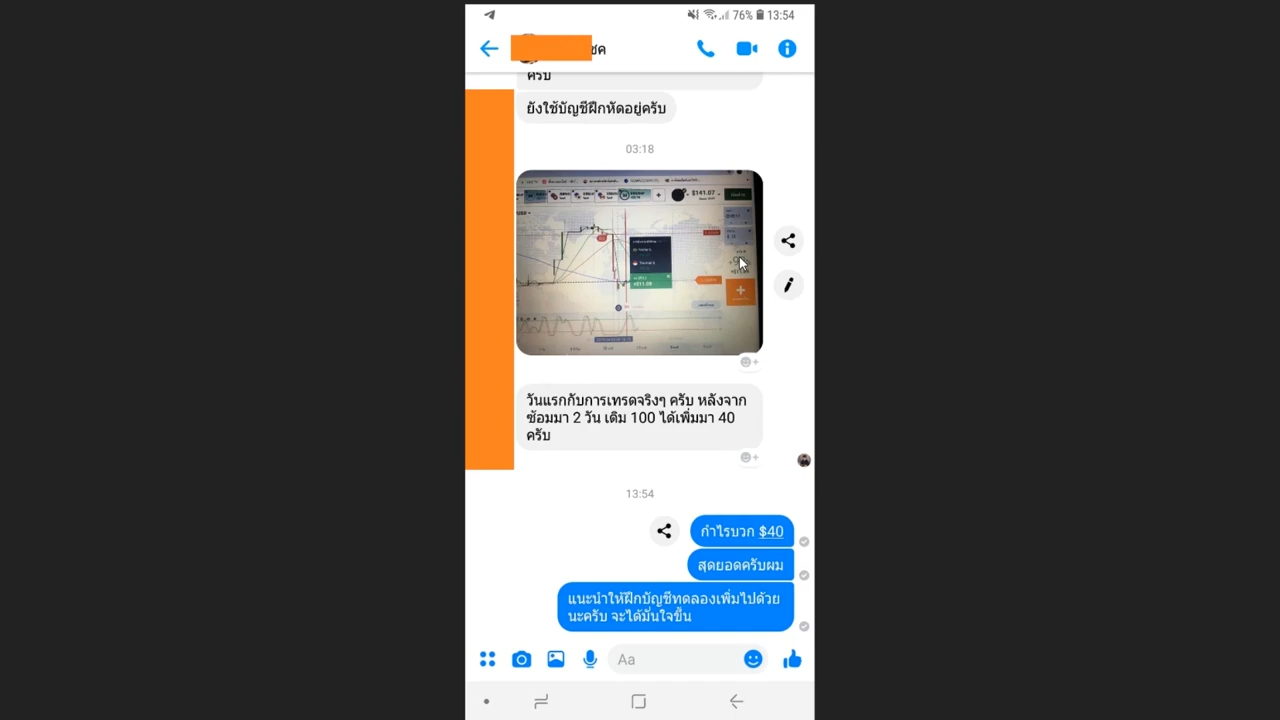 76% 13:54
ชค
ครับ
ยังใช้บัญชีฝึกหัดอยู่ครับ
03:18
$141.07
+$11.09
วันแรกกับการเทรดจริงๆ ครับ หลังจาก
ซ้อมมา 2 วัน เดิม 100 ได้เพิ่มมา 40
ครับ
13:54
กำไรบวก $40
สุดยอดครับผม
แนะนำให้ฝึกบัญชีทดลองเพิ่มไปด้วย
นะครับ จะได้มั่นใจขึ้น
Aa